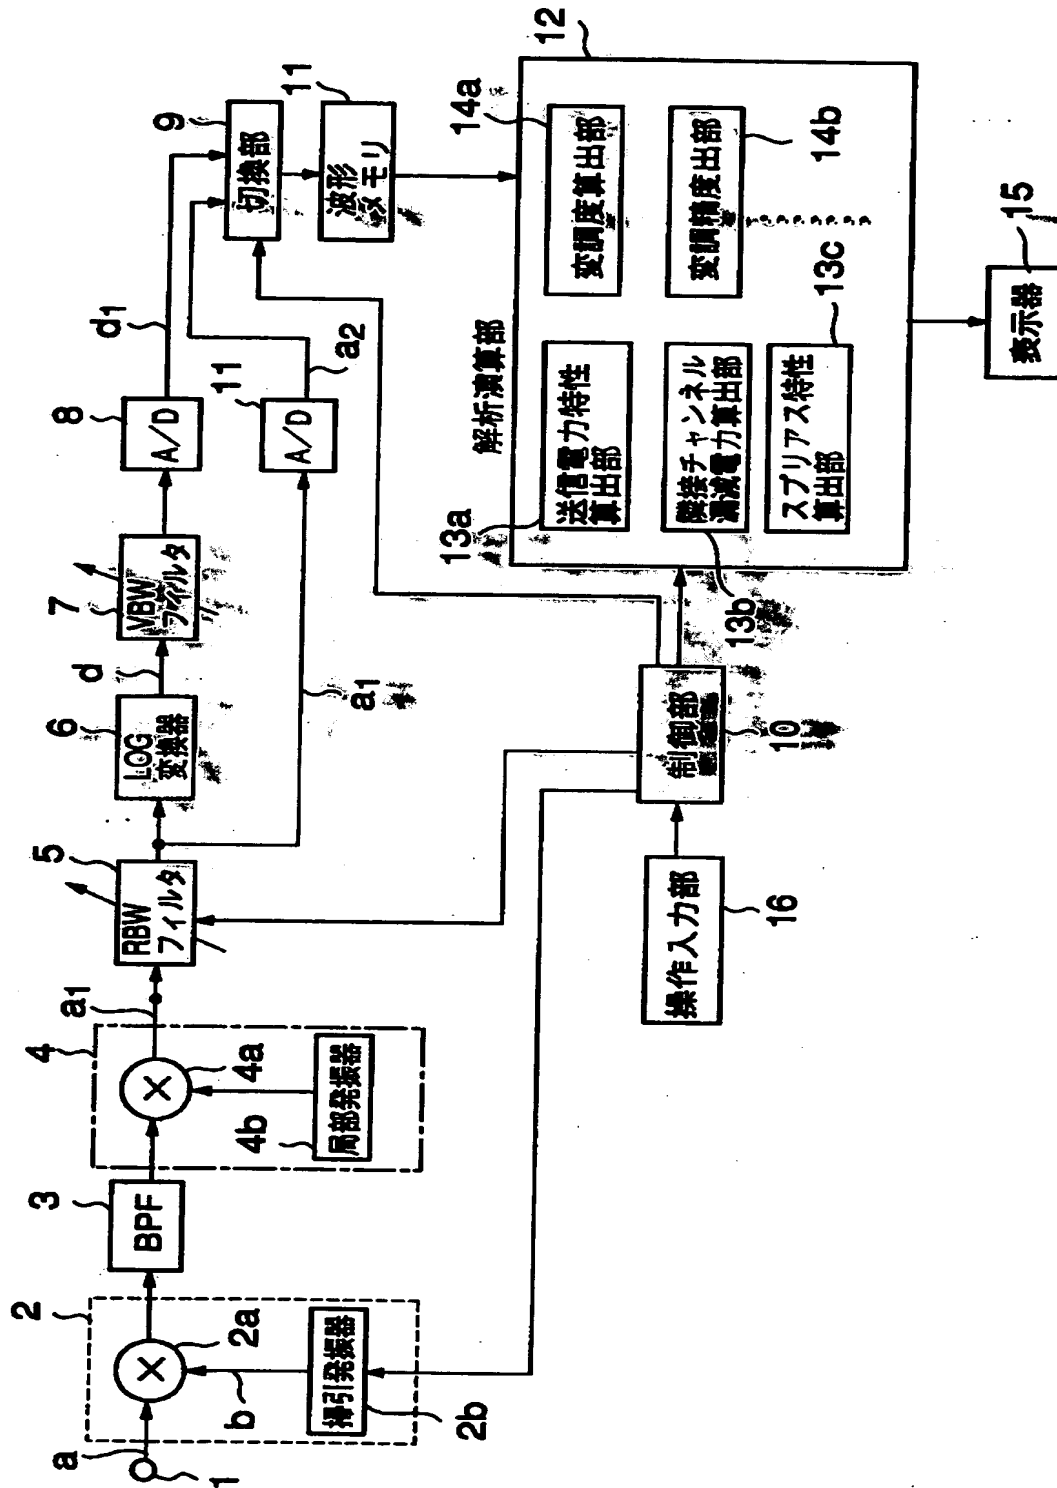 a
1
2
2a
b
掃引発振器
2b
3
BPF
4
4a
4b
局部発振器
a1
5
RBW
フィルタ
6
LOG
変換器
d
7
VBW
フィルタ
a1
8
A/D
d1
11
A/D
a2
9
切換部
11
波形
メモリ
12
解析演算部
13a
送信電力特性
算出部
14a
変調度算出部
13b
隣接チャンネル
漏減電力算出部
14b
変調精度出部
13c
スプリアス特性
算出部
制御部
10
操作入力部
16
表示器
15